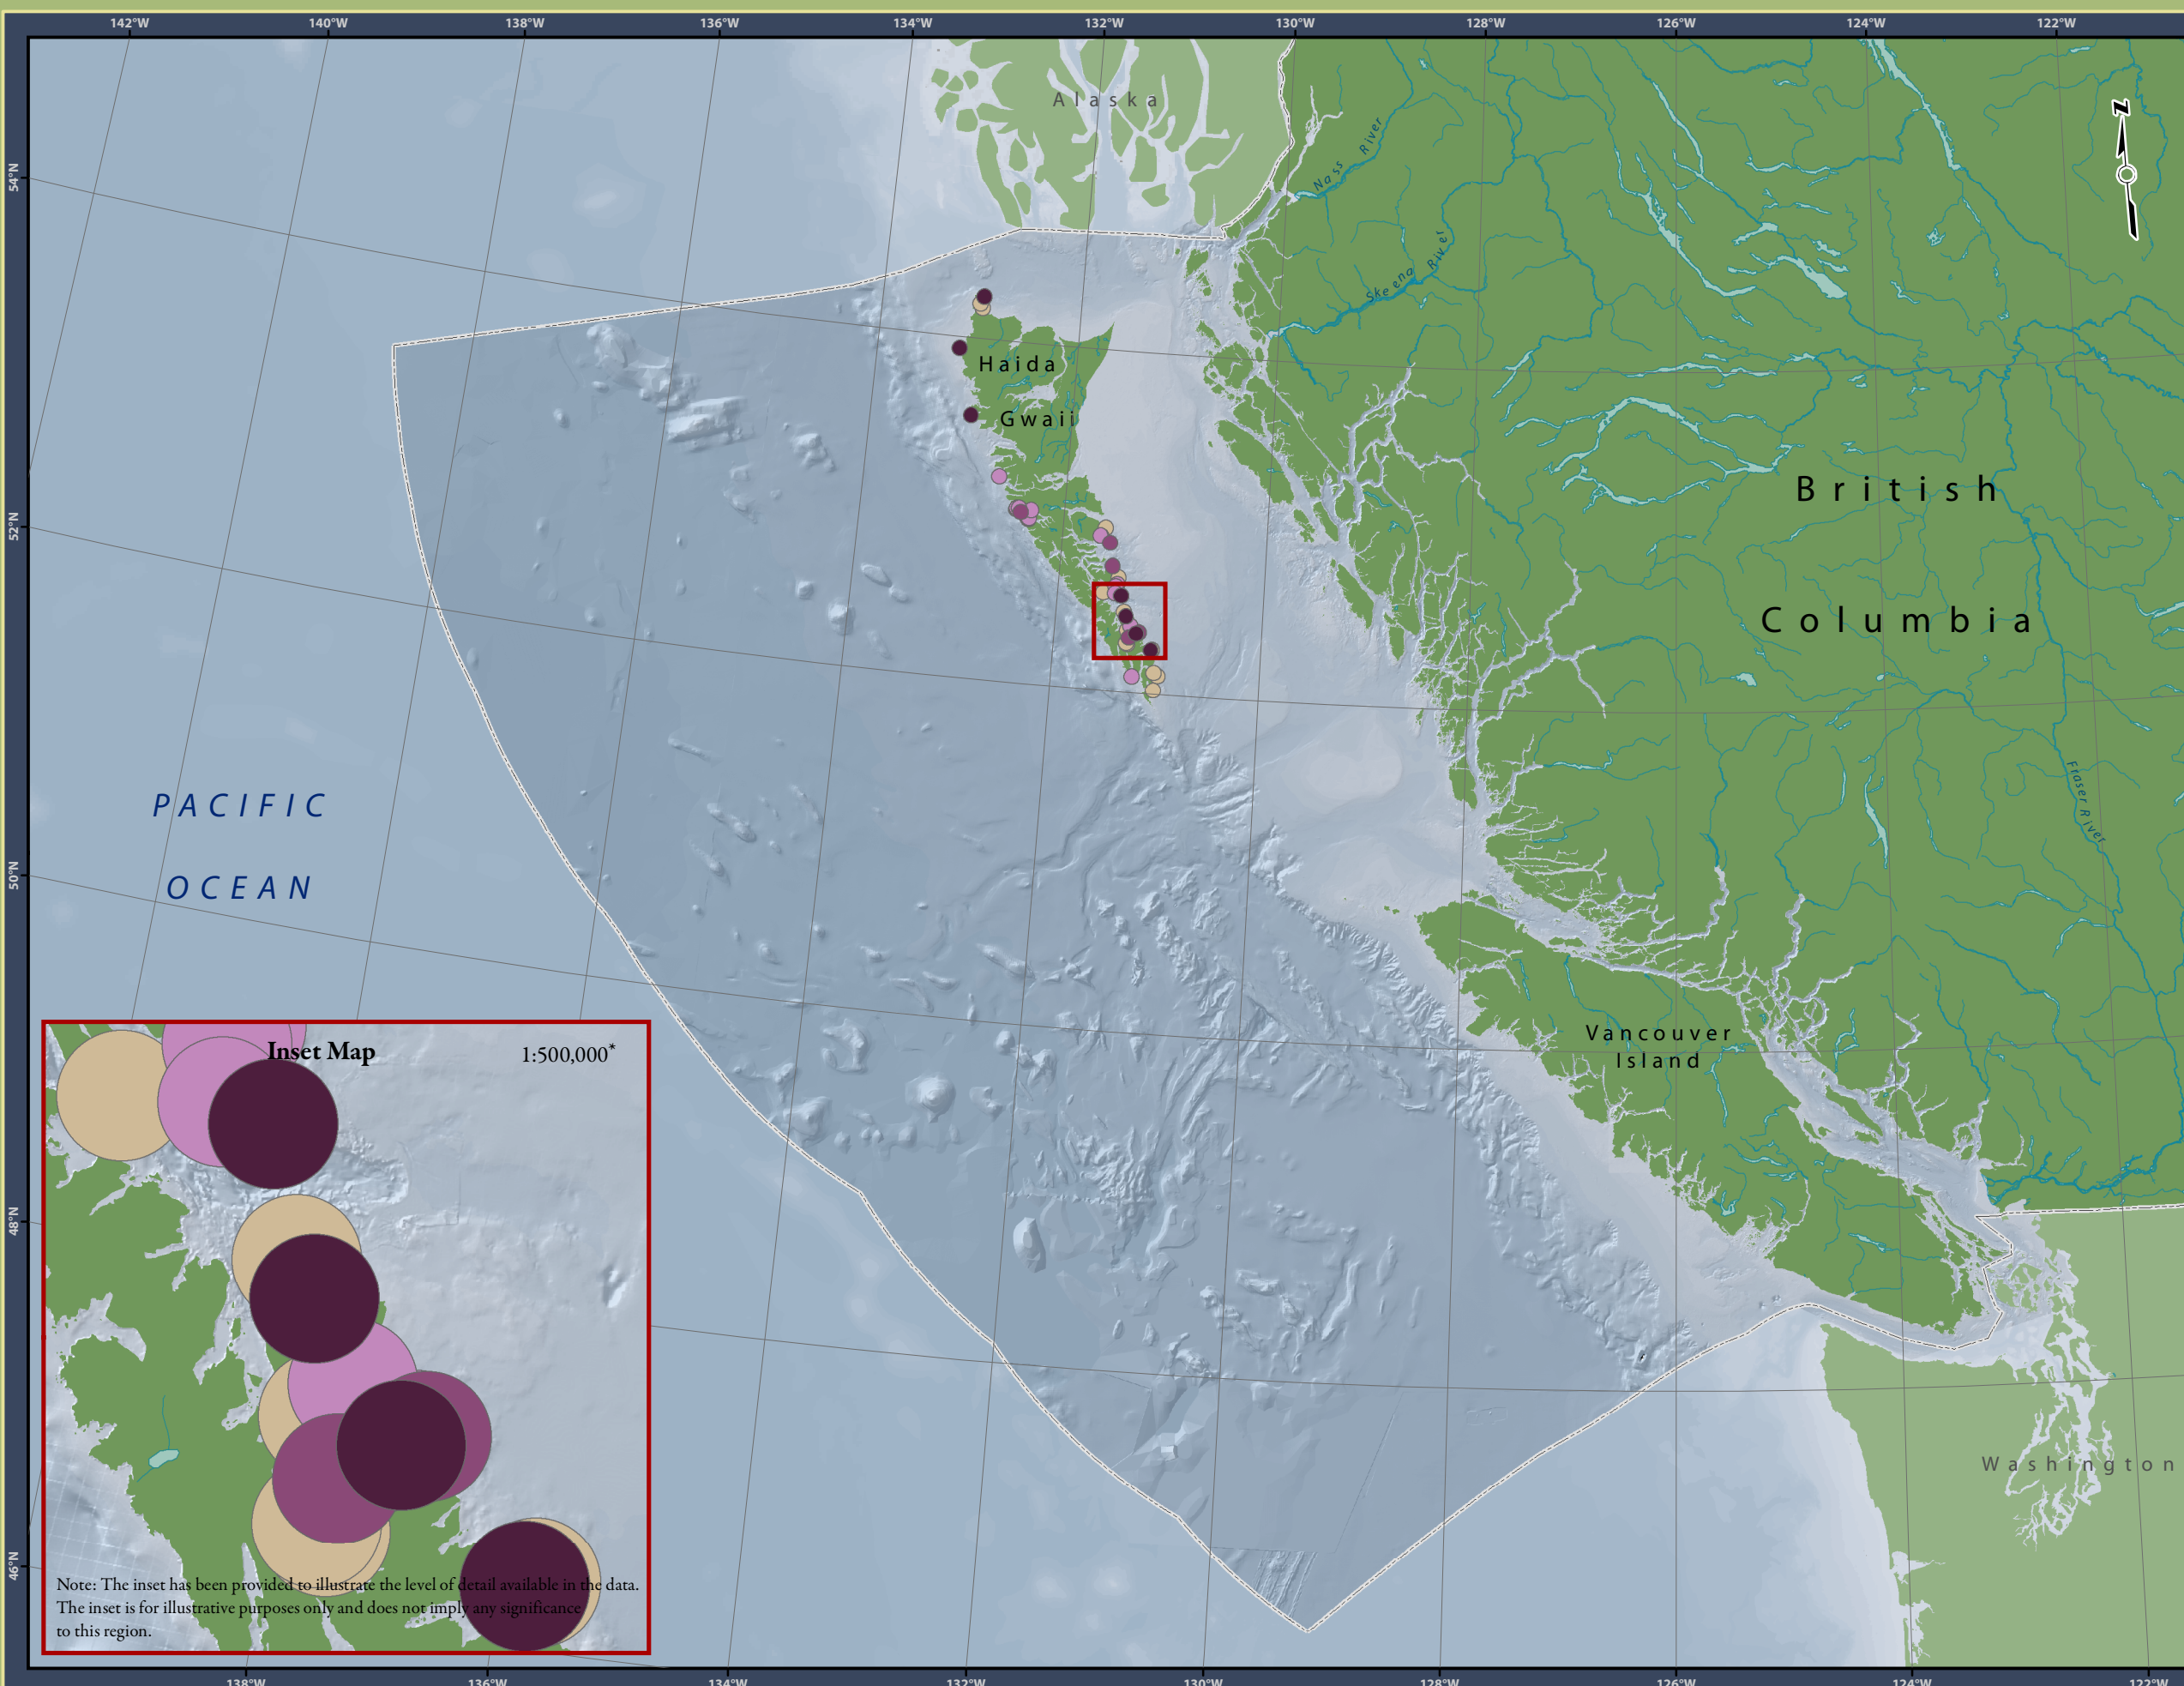 142°W 140°W 138°W 136°W 134°W 132°W 130°W 128°W 126°W 124°W 122°W
Alaska
N
54°N
Nass River
Skeena River
Haida
Gwaii
British
52°N
Columbia
PACIFIC
OCEAN
Fraser River
50°N
Vancouver
Island
Inset Map
1:500,000*
48°N
Washington
46°N
Note: The inset has been provided to illustrate the level of detail available in the data.
The inset is for illustrative purposes only and does not imply any significance
to this region.
138°W 136°W 134°W 132°W 130°W 128°W 126°W 124°W 122°W